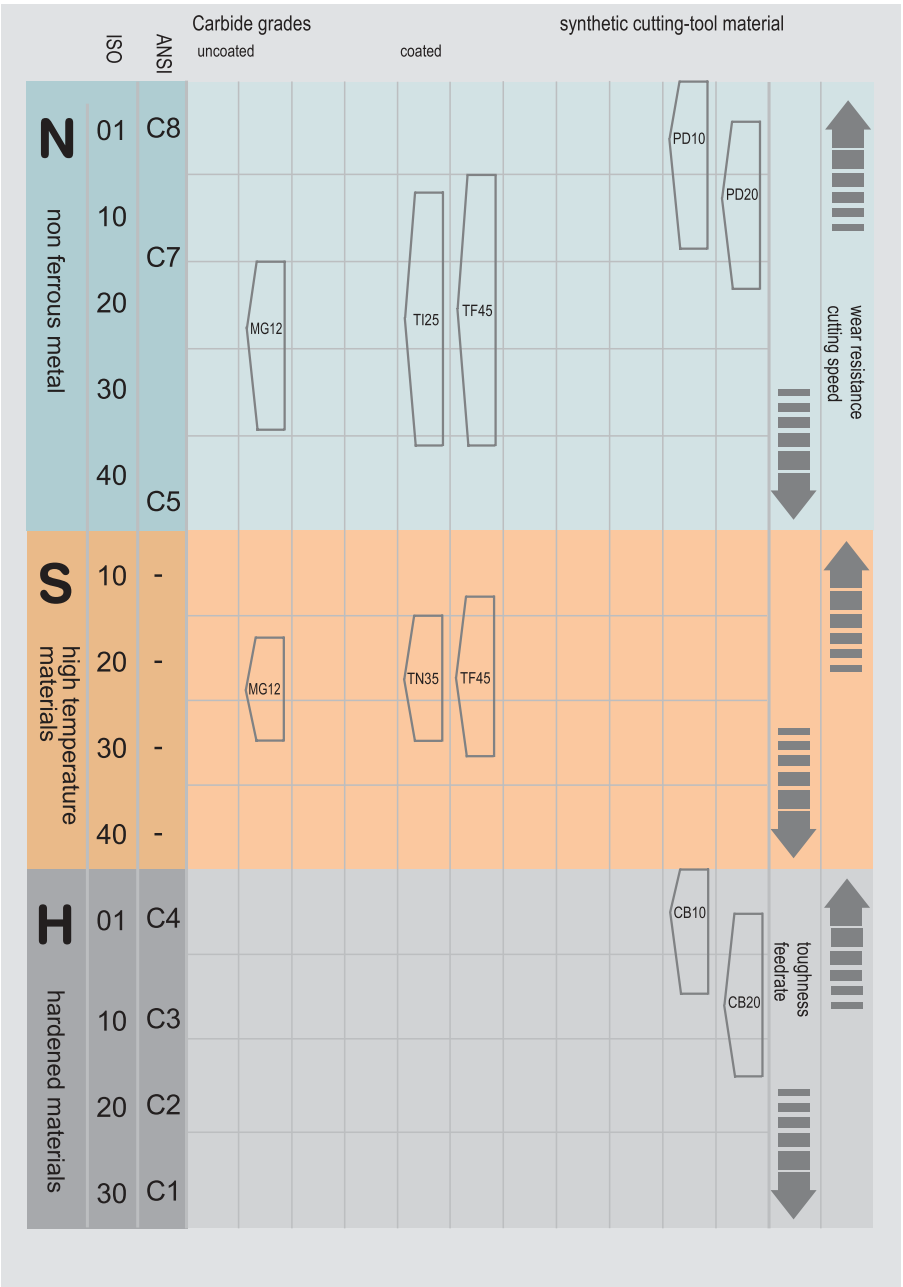 Carbide grades
synthetic cutting-tool material
uncoated
coated
ISO
ANSI
N
non ferrous metal
01
C8
10
C7
20
30
40
C5
MG12
TI25
TF45
PD10
PD20
wear resistance
cutting speed
S
high temperature
materials
10
-
20
-
30
-
40
-
MG12
TN35
TF45
H
hardened materials
01
C4
10
C3
20
C2
30
C1
CB10
CB20
toughness
feedrate